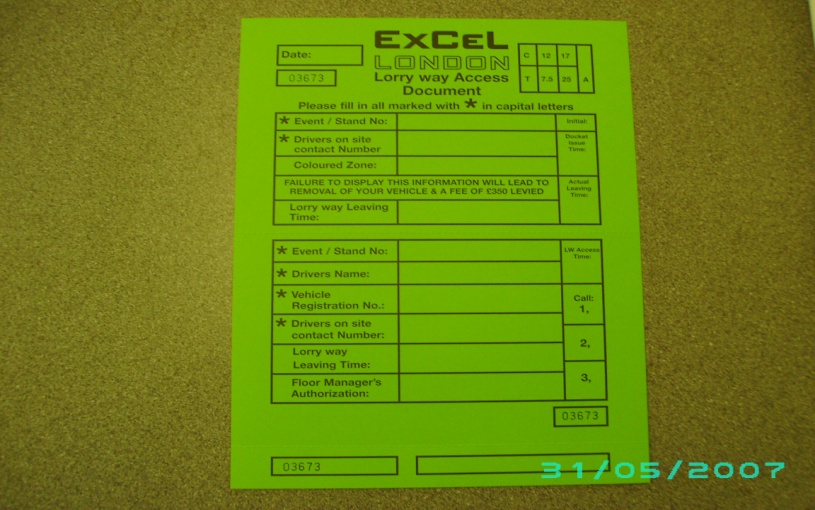 Date:
ExCeL
LONDON
C 12 17
T 7.5 25 A
03673
Lorry way Access
Document
Please fill in all marked with * in capital letters
* Event / Stand No:
Initial:
* Drivers on site
contact Number
Docket
Issue
Time:
Coloured Zone:
FAILURE TO DISPLAY THIS INFORMATION WILL LEAD TO
REMOVAL OF YOUR VEHICLE & A FEE OF £350 LEVIED
Actual
Leaving
Time:
Lorry way Leaving
Time:
* Event / Stand No:
LW Access
Time:
* Drivers Name:
* Vehicle
Registration No.:
Call:
1,
* Drivers on site
contact Number:
2,
Lorry way
Leaving Time:
Floor Manager's
Authorization:
3,
03673
03673
31/05/2007